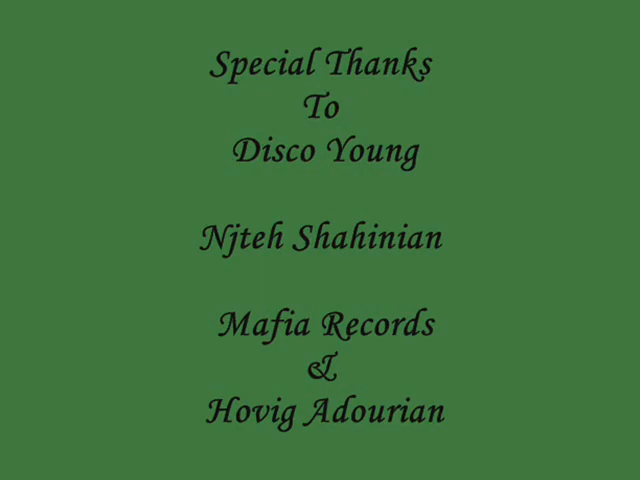 Special Thanks
To
Disco Young
Njteh Shahinian
Mafia Records
&
Hovig Adourian